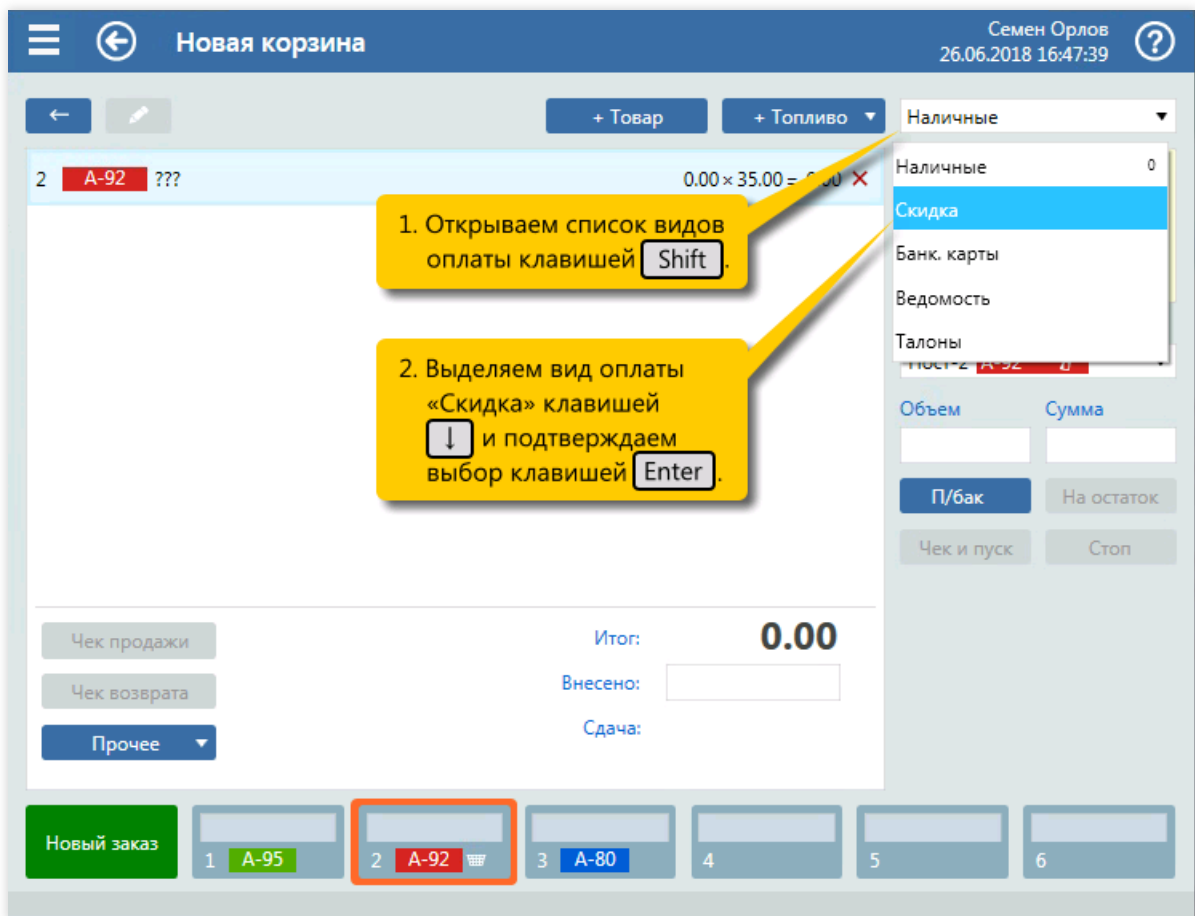 Новая корзина
Семен Орлов
26.06.2018 16:47:39
?
+ Товар
+ Топливо
Наличные
2 А-92 ???
0.00 × 35.00 =
Наличные 0
Скидка
Банк. карты
Ведомость
Талоны
1. Открываем список видов
оплаты клавишей Shift.
2. Выделяем вид оплаты
«Скидка» клавишей
↓ и подтверждаем
выбор клавишей Enter.
Пост-2 А-92
Объем Сумма
П/бак На остаток
Чек и пуск Стоп
Чек продажи
Чек возврата
Прочее
Итог: 0.00
Внесено:
Сдача:
Новый заказ
1 А-95
2 А-92
3 А-80
4
5
6